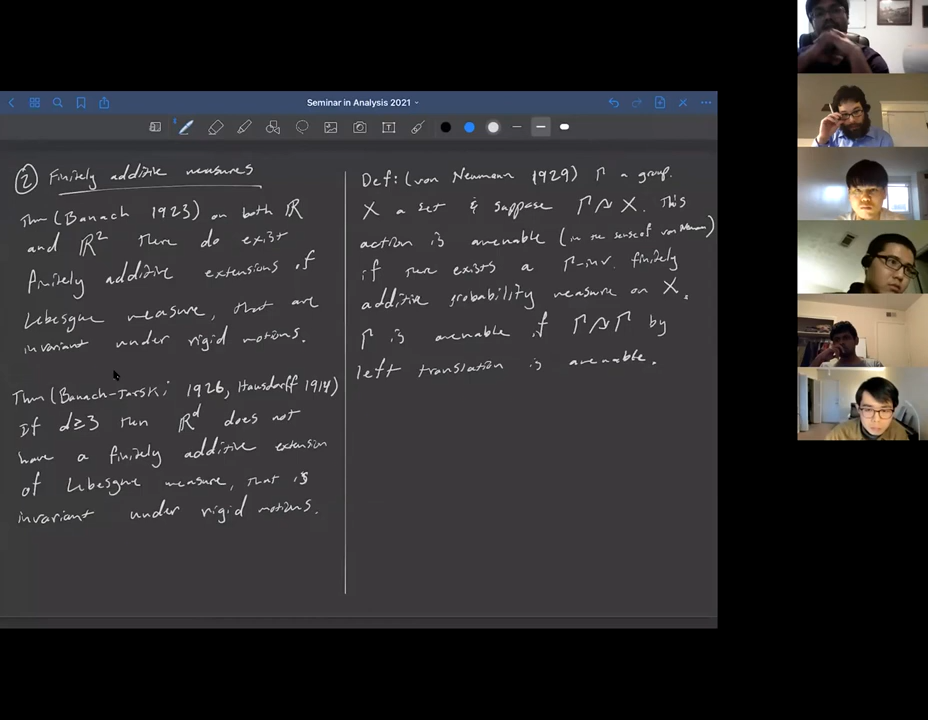 Seminar in Analysis 2021
② Finitely additive measures
Thm (Banach 1923) on both ℝ
and ℝ² there do exist
finitely additive extensions of
Lebesgue measure, that are
invariant under rigid motions.
Thm (Banach-Tarski 1926, Hausdorff 1914)
If d≥3 then ℝᵈ does not
have a finitely additive extension
of Lebesgue measure, that is
invariant under rigid motions.
Def: (von Neumann 1929) Γ a group.
X a set & suppose Γ↷X. This
action is amenable (in the sense of von Neumann)
if there exists a Γ-inv. finitely
additive probability measure on X.
Γ is amenable if Γ↷Γ by
left translation is amenable.